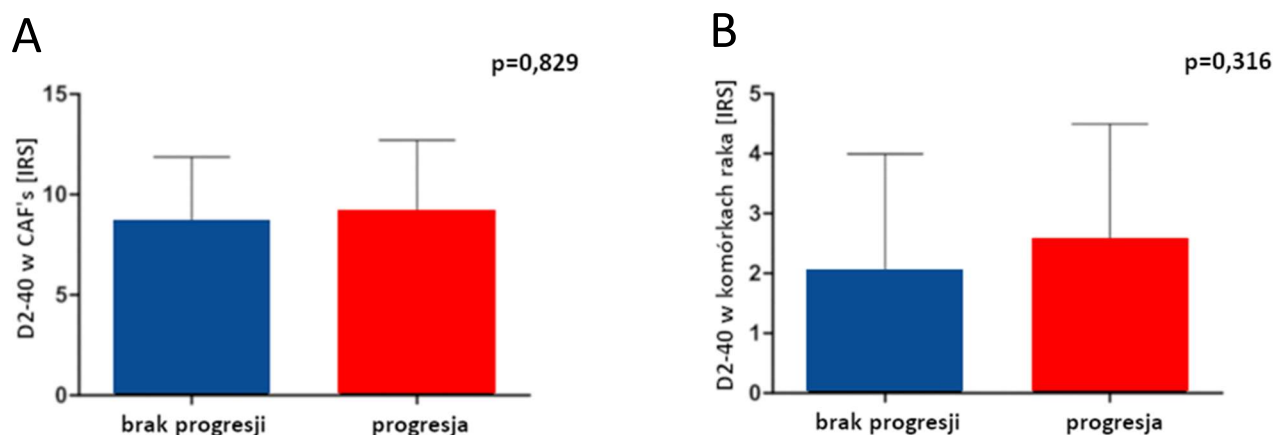 A
p=0,829
D2-40 w CAF's [IRS]
15
10
5
0
brak progresji
progresja
B
p=0,316
D2-40 w komórkach raka [IRS]
5
4
3
2
1
0
brak progresji
progresja